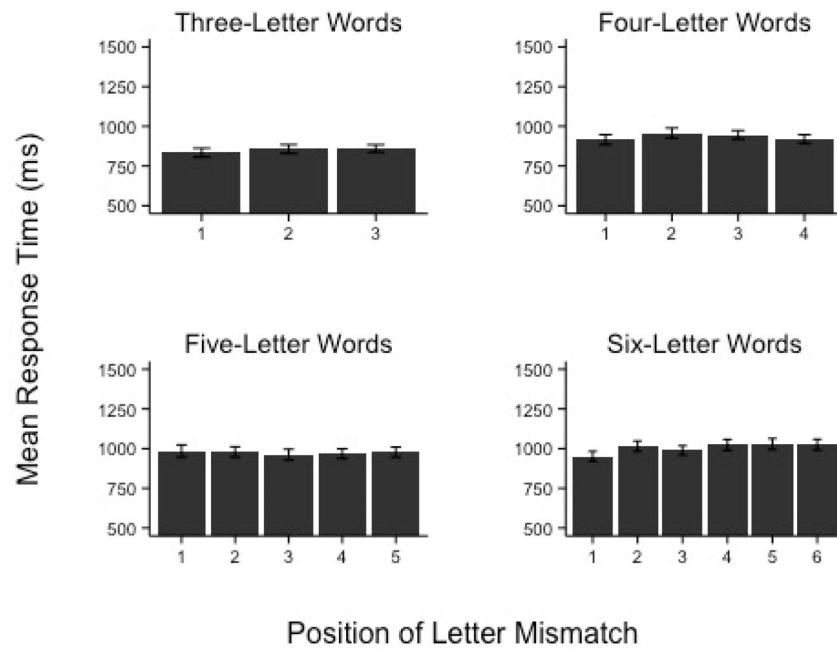 Mean Response Time (ms)
Three-Letter Words
1500
1250
1000
750
500
1 2 3
Four-Letter Words
1500
1250
1000
750
500
1 2 3 4
Five-Letter Words
1500
1250
1000
750
500
1 2 3 4 5
Six-Letter Words
1500
1250
1000
750
500
1 2 3 4 5 6
Position of Letter Mismatch